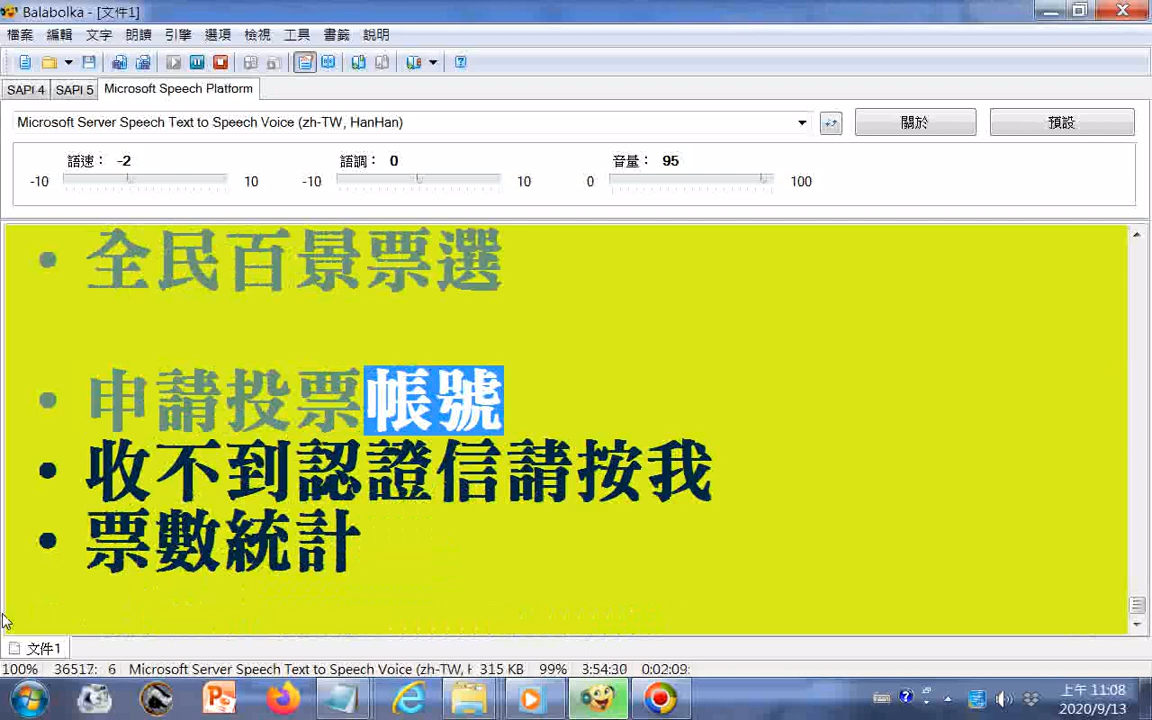 Balabolka - [文件1]
檔案 編輯 文字 朗讀 引擎 選項 檢視 工具 書籤 說明
SAPI 4 SAPI 5 Microsoft Speech Platform
Microsoft Server Speech Text to Speech Voice (zh-TW, HanHan) 關於 預設
語速： -2 語調： 0 音量： 95
-10 10 -10 10 0 100
• 全民百景票選
• 申請投票帳號
• 收不到認證信請按我
• 票數統計
文件1
100% 36517: 6 Microsoft Server Speech Text to Speech Voice (zh-TW, H 315 KB 99% 3:54:30 0:02:09:
上午 11:08
2020/9/13